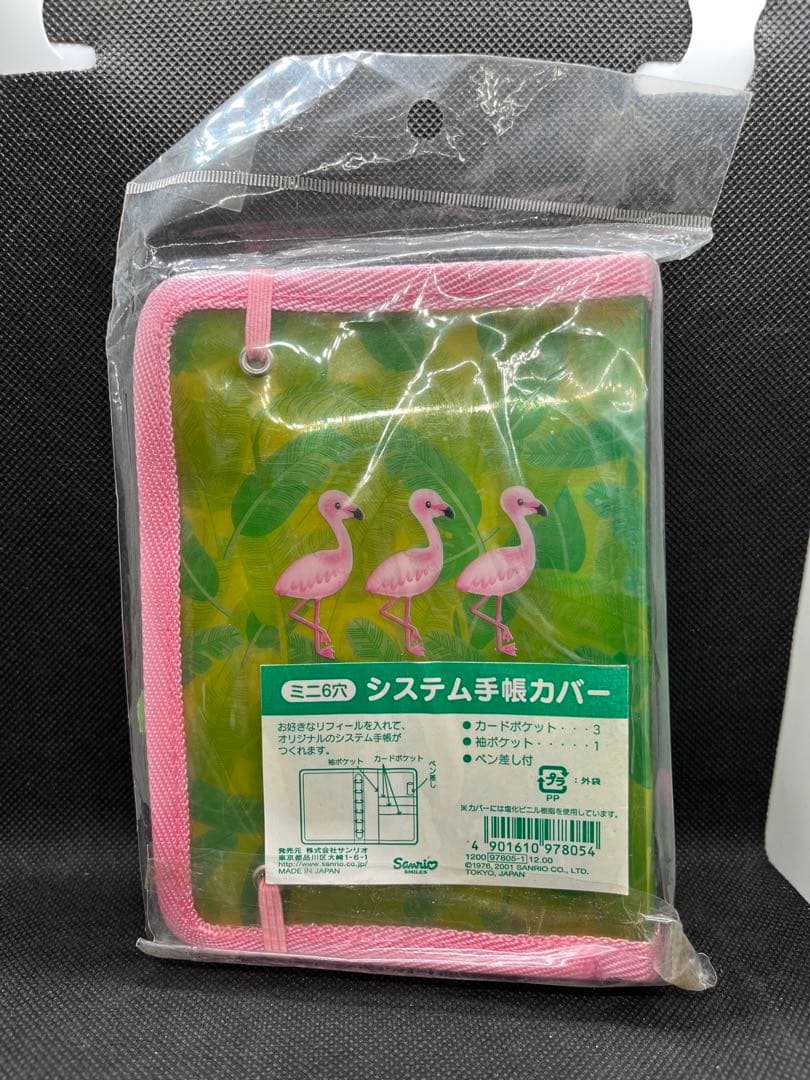 ミニ6穴 システム手帳カバー
お好きなリフィールを入れて、
オリジナルのシステム手帳が
つくれます。
● カードポケット・・・3
● 袖ポケット・・・・・1
● ペン差し付
袖ポケット カードポケット ペン差し
プラ : 外袋
PP
※カバーには塩化ビニル樹脂を使用しています。
発売元 株式会社サンリオ
東京都品川区大崎1-6-1
http://www.sanrio.co.jp/
MADE IN JAPAN
Sanrio
SMILES
4 901610 978054
1200 97805-1 12.00
©1976, 2001 SANRIO CO., LTD.
TOKYO, JAPAN